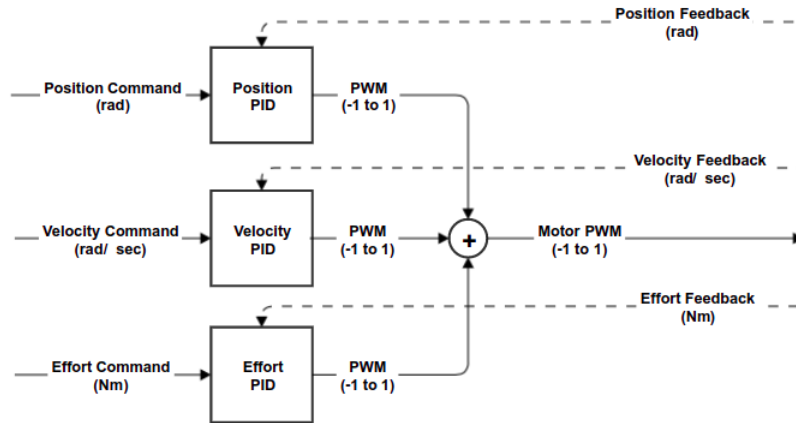 Position Feedback
(rad)
Position Command
(rad)
Position
PID
PWM
(-1 to 1)
Velocity Feedback
(rad/ sec)
Velocity Command
(rad/ sec)
Velocity
PID
PWM
(-1 to 1)
+
Motor PWM
(-1 to 1)
Effort Feedback
(Nm)
Effort Command
(Nm)
Effort
PID
PWM
(-1 to 1)